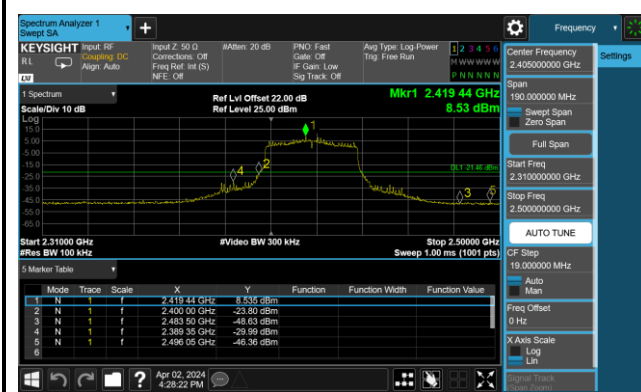 Spectrum Analyzer 1
Swept SA
Frequency
KEYSIGHT Input: RF Input Z: 50 Ω #Atten: 20 dB PNO: Fast Avg Type: Log-Power 1 2 3 4 5 6
RL Coupling: DC Corrections: Off Gate: Off Trig: Free Run M W W W W W
Align: Auto Freq Ref: Int (S) IF Gain: Low P N N N N N
LXI NFE: Off Sig Track: Off
1 Spectrum
Ref Lvl Offset 22.00 dB Mkr1 2.419 44 GHz
Scale/Div 10 dB Ref Level 25.00 dBm 8.53 dBm
Log
15.0
5.00
-5.00
-15.0
-25.0
-35.0
-45.0
-55.0
-65.0
1
2
4
3
5
DL1 -21.46 dBm
Start 2.31000 GHz #Video BW 300 kHz Stop 2.50000 GHz
#Res BW 100 kHz Sweep 1.00 ms (1001 pts)
5 Marker Table
Mode Trace Scale X Y Function Function Width Function Value
1 N 1 f 2.419 44 GHz 8.535 dBm
2 N 1 f 2.400 00 GHz -23.80 dBm
3 N 1 f 2.483 50 GHz -48.63 dBm
4 N 1 f 2.389 35 GHz -29.99 dBm
5 N 1 f 2.496 05 GHz -46.36 dBm
6
Apr 02, 2024
4:28:22 PM
Center Frequency
2.405000000 GHz
Settings
Span
190.000000 MHz
Swept Span
Zero Span
Full Span
Start Freq
2.310000000 GHz
Stop Freq
2.500000000 GHz
AUTO TUNE
CF Step
19.000000 MHz
Auto
Man
Freq Offset
0 Hz
X Axis Scale
Log
Lin
Signal Track
(Span Zoom)